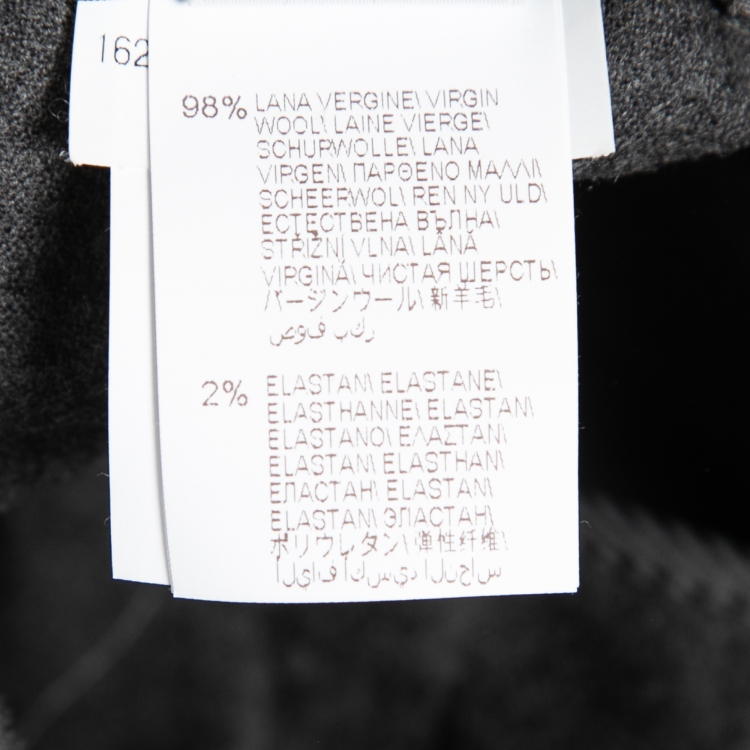 162
98% LANA VERGINE\ VIRGIN
WOOL\ LAINE VIERGE\
SCHURWOLLE\ LANA
VIRGEN\ ΠΑΡΘΕΝΟ ΜΑΛΛΙ\
SCHEERWOL\ REN NY ULD\
ЕСТЕСТВЕНА ВЪЛНА\
STŘIŽNÍ VLNA\ LÂNĂ
VIRGINĂ\ ЧИСТАЯ ШЕРСТЬ\
バージンウール\ 新羊毛\
صوف بكر
2% ELASTAN\ ELASTANE\
ELASTHANNE\ ELASTAN\
ELASTANO\ ΕΛΑΣΤΑΝ\
ELASTAN\ ELASTHAN\
ЕЛАСТАН\ ELASTAN\
ELASTAN\ ЭЛАСТАН\
ポリウレタン\ 弹性纤维\